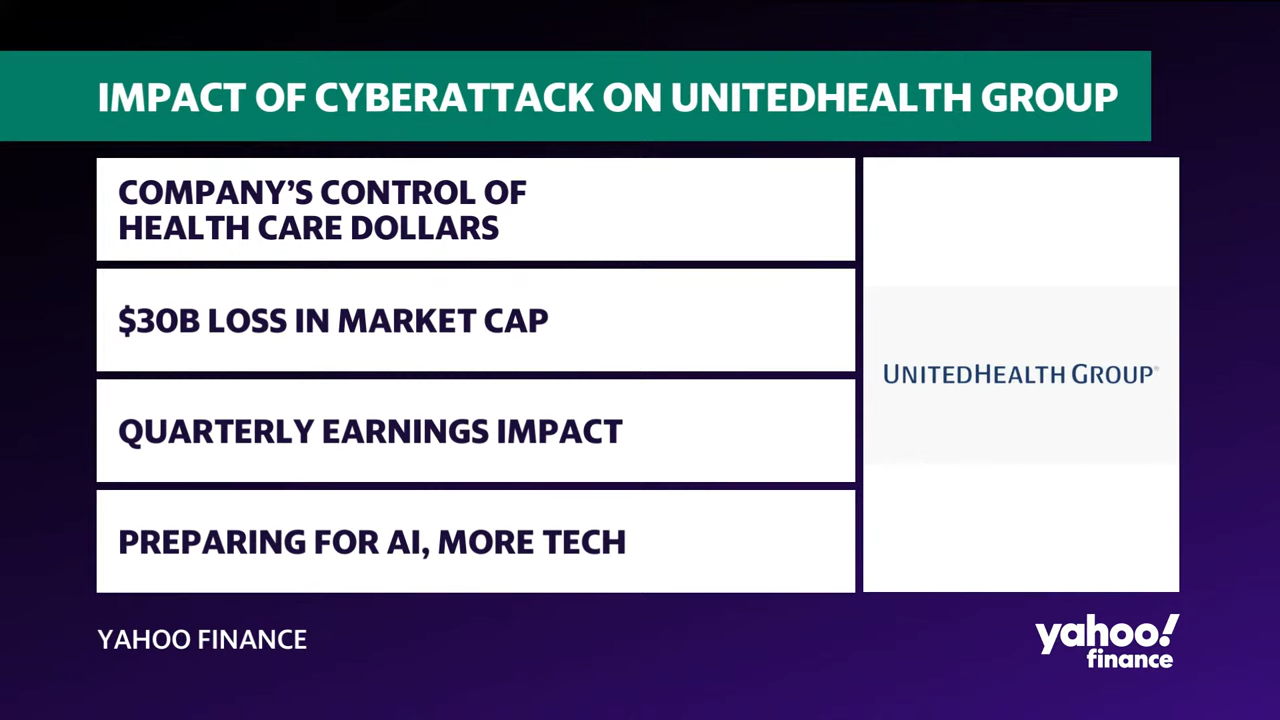 IMPACT OF CYBERATTACK ON UNITEDHEALTH GROUP
COMPANY’S CONTROL OF
HEALTH CARE DOLLARS
$30B LOSS IN MARKET CAP
QUARTERLY EARNINGS IMPACT
PREPARING FOR AI, MORE TECH
UNITEDHEALTH GROUP®
YAHOO FINANCE
yahoo!
finance